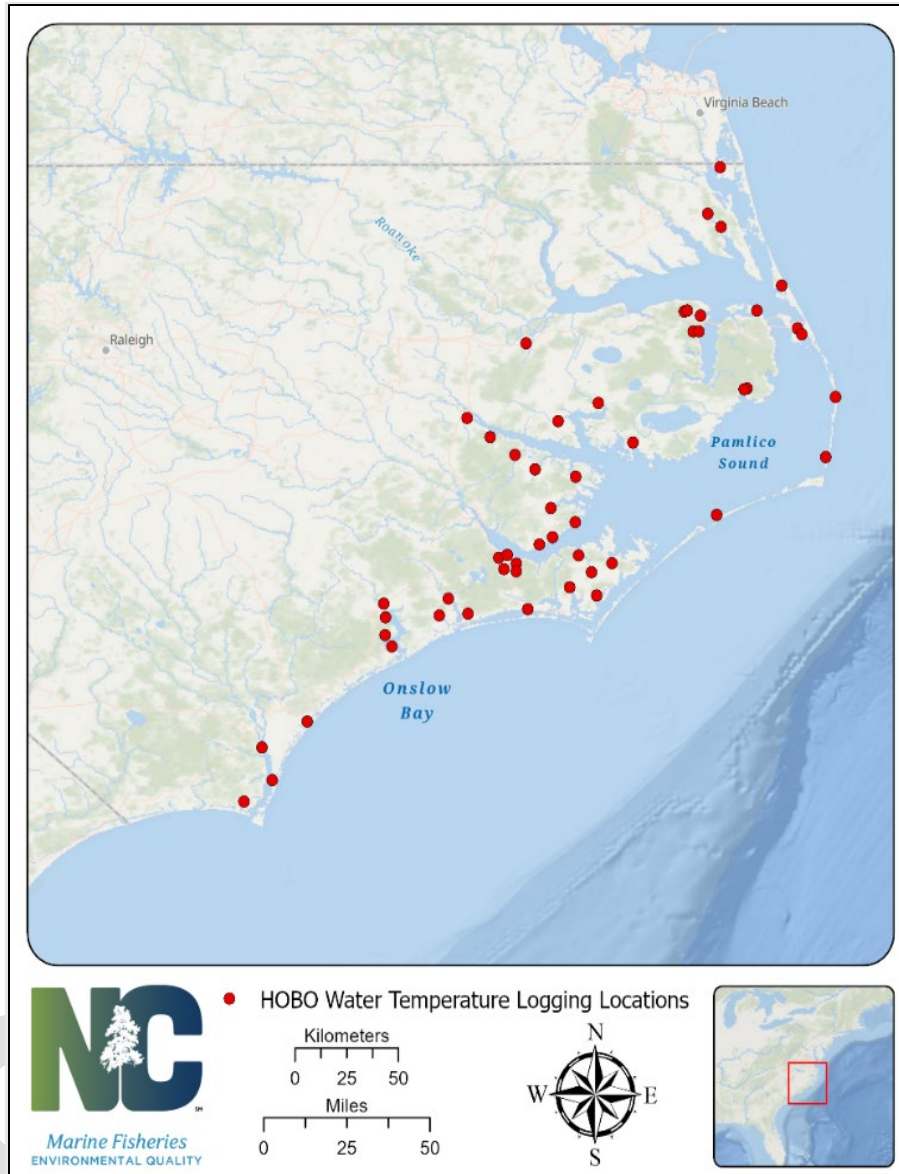 Virginia Beach
Roanoke
Raleigh
Pamlico
Sound
Onslow
Bay
HOBO Water Temperature Logging Locations
Kilometers
0 25 50
Miles
0 25 50
N
W E
S
NC
SM
Marine Fisheries
ENVIRONMENTAL QUALITY